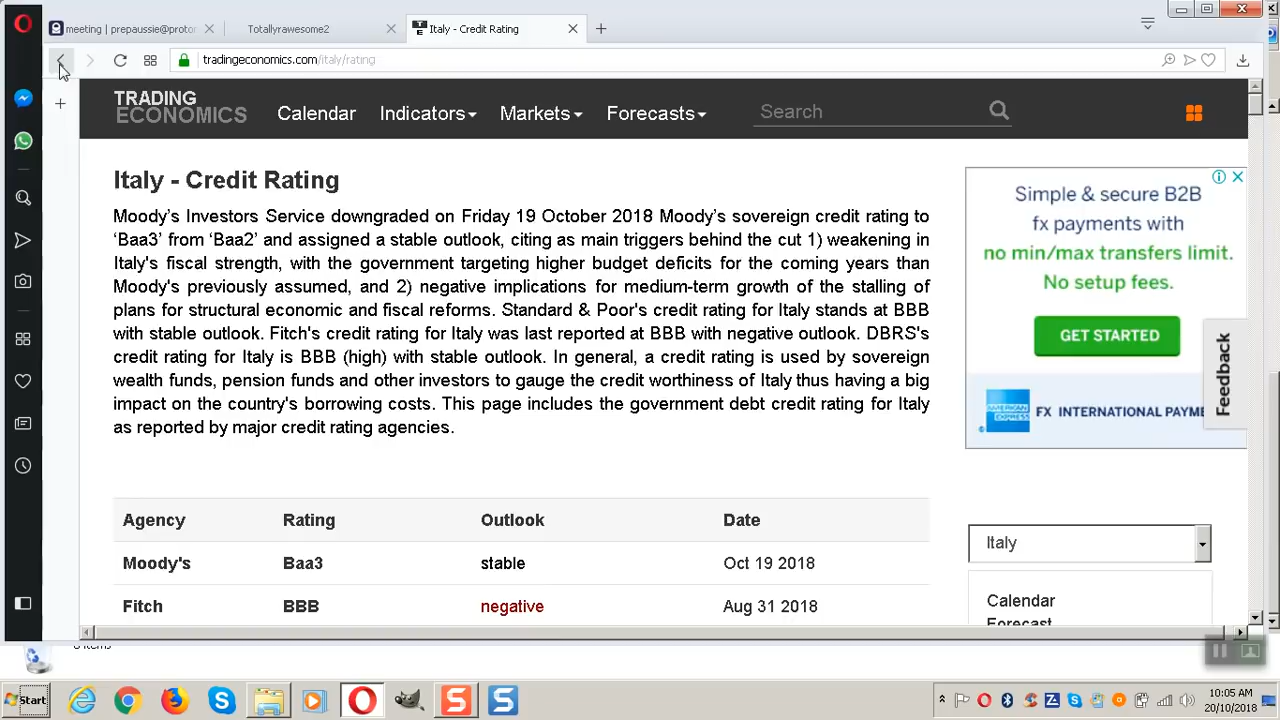 meeting | prepaussie@proto
Totallyrawesome2
Italy - Credit Rating
tradingeconomics.com/italy/rating
TRADING
ECONOMICS
Calendar
Indicators
Markets
Forecasts
Search
Italy - Credit Rating
Moody's Investors Service downgraded on Friday 19 October 2018 Moody's sovereign credit rating to
‘Baa3’ from ‘Baa2’ and assigned a stable outlook, citing as main triggers behind the cut 1) weakening in
Italy's fiscal strength, with the government targeting higher budget deficits for the coming years than
Moody's previously assumed, and 2) negative implications for medium-term growth of the stalling of
plans for structural economic and fiscal reforms. Standard & Poor's credit rating for Italy stands at BBB
with stable outlook. Fitch's credit rating for Italy was last reported at BBB with negative outlook. DBRS's
credit rating for Italy is BBB (high) with stable outlook. In general, a credit rating is used by sovereign
wealth funds, pension funds and other investors to gauge the credit worthiness of Italy thus having a big
impact on the country's borrowing costs. This page includes the government debt credit rating for Italy
as reported by major credit rating agencies.
Agency Rating Outlook Date
Moody's Baa3 stable Oct 19 2018
Fitch BBB negative Aug 31 2018
Simple & secure B2B
fx payments with
no min/max transfers limit.
No setup fees.
GET STARTED
FX INTERNATIONAL PAYME
Feedback
Italy
Calendar
Forecast
items
Start
10:05 AM
20/10/2018